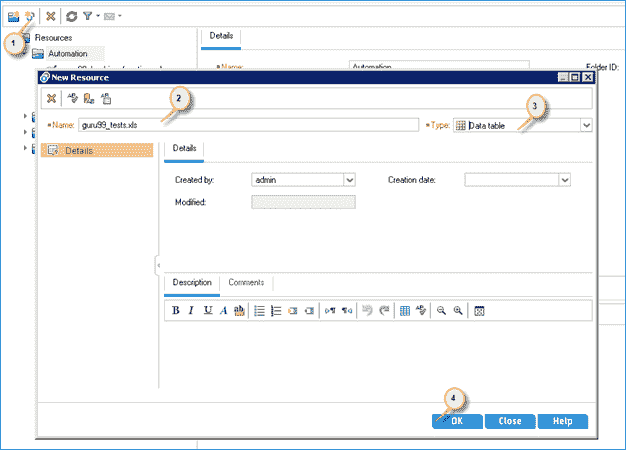 1
Resources
Automation
Details
Name:
Automation
Folder ID:
New Resource
2
Name: guru99_tests.xls
3
Type: Data table
Details
Details
Created by: admin
Creation date:
Modified:
Description Comments
B I U A ab
4
OK Close Help